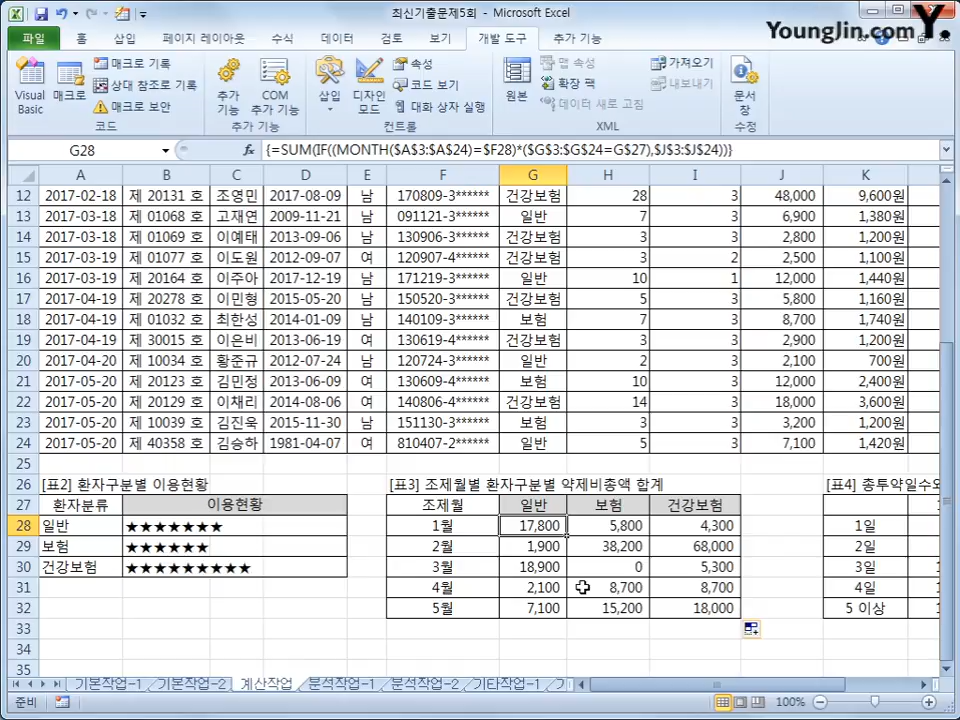 최신기출문제5회 - Microsoft Excel
YoungJin.com Y.
파일 홈 삽입 페이지 레이아웃 수식 데이터 검토 보기 개발 도구 추가 기능
Visual Basic 매크로 매크로 기록 상대 참조로 기록 매크로 보안 코드
추가 기능 COM 추가 기능 추가 기능
삽입 디자인 모드 속성 코드 보기 대화 상자 실행 컨트롤
원본 맵 속성 확장 팩 데이터 새로 고침 가져오기 내보내기 XML
문서 창 수정
G28 fx {=SUM(IF((MONTH($A$3:$A$24)=$F28)*($G$3:$G$24=G$27),$J$3:$J$24))}
A B C D E F G H I J K
12 2017-02-18 제 20131 호 조영민 2017-08-09 남 170809-3****** 건강보험 28 3 48,000 9,600원
13 2017-03-18 제 01068 호 고재연 2009-11-21 남 091121-3****** 일반 7 3 6,900 1,380원
14 2017-03-18 제 01069 호 이예태 2013-09-06 남 130906-3****** 건강보험 3 3 2,800 1,200원
15 2017-03-19 제 01077 호 이도원 2012-09-07 여 120907-4****** 건강보험 3 2 2,500 1,100원
16 2017-03-19 제 20164 호 이주아 2017-12-19 남 171219-3****** 일반 10 1 12,000 1,440원
17 2017-04-19 제 20278 호 이민형 2015-05-20 남 150520-3****** 건강보험 5 3 5,800 1,160원
18 2017-04-19 제 01032 호 최한성 2014-01-09 남 140109-3****** 보험 7 3 8,700 1,740원
19 2017-04-19 제 30015 호 이은비 2013-06-19 여 130619-4****** 건강보험 3 3 2,900 1,200원
20 2017-04-20 제 10034 호 황준규 2012-07-24 남 120724-3****** 일반 2 3 2,100 700원
21 2017-05-20 제 20123 호 김민정 2013-06-09 여 130609-4****** 보험 10 3 12,000 2,400원
22 2017-05-20 제 20129 호 이채리 2014-08-06 여 140806-4****** 건강보험 14 3 18,000 3,600원
23 2017-05-20 제 10039 호 김진욱 2015-11-30 남 151130-3****** 보험 3 3 3,200 1,200원
24 2017-05-20 제 40358 호 김승하 1981-04-07 여 810407-2****** 일반 5 3 7,100 1,420원
25
26 [표2] 환자구분별 이용현황 [표3] 조제월별 환자구분별 약제비총액 합계 [표4] 총투약일수와
27 환자분류 이용현황 조제월 일반 보험 건강보험
28 일반 ★★★★★★★ 1월 17,800 5,800 4,300 1일
29 보험 ★★★★★★ 2월 1,900 38,200 68,000 2일
30 건강보험 ★★★★★★★★★ 3월 18,900 0 5,300 3일
31 4월 2,100 8,700 8,700 4일
32 5월 7,100 15,200 18,000 5 이상
33
34
35
기본작업-1 기본작업-2 계산작업 분석작업-1 분석작업-2 기타작업-1 기
준비 100%